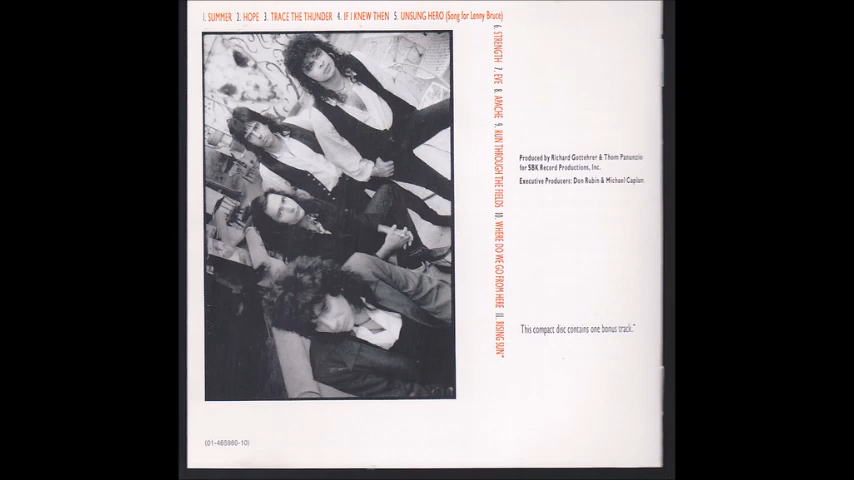 1. SUMMER 2. HOPE 3. TRACE THE THUNDER 4. IF I KNEW THEN 5. UNSUNG HERO (Song for Lenny Bruce)
6. STRENGTH 7. EVE 8. APACHE 9. RUN THROUGH THE FIELDS 10. WHERE DO WE GO FROM HERE 11. RISING SUN*
Produced by Richard Gottehrer & Thom Panunzio
for SBK Record Productions, Inc.
Executive Producers: Don Rubin & Michael Caplan
This compact disc contains one bonus track.*
(01-465980-10)